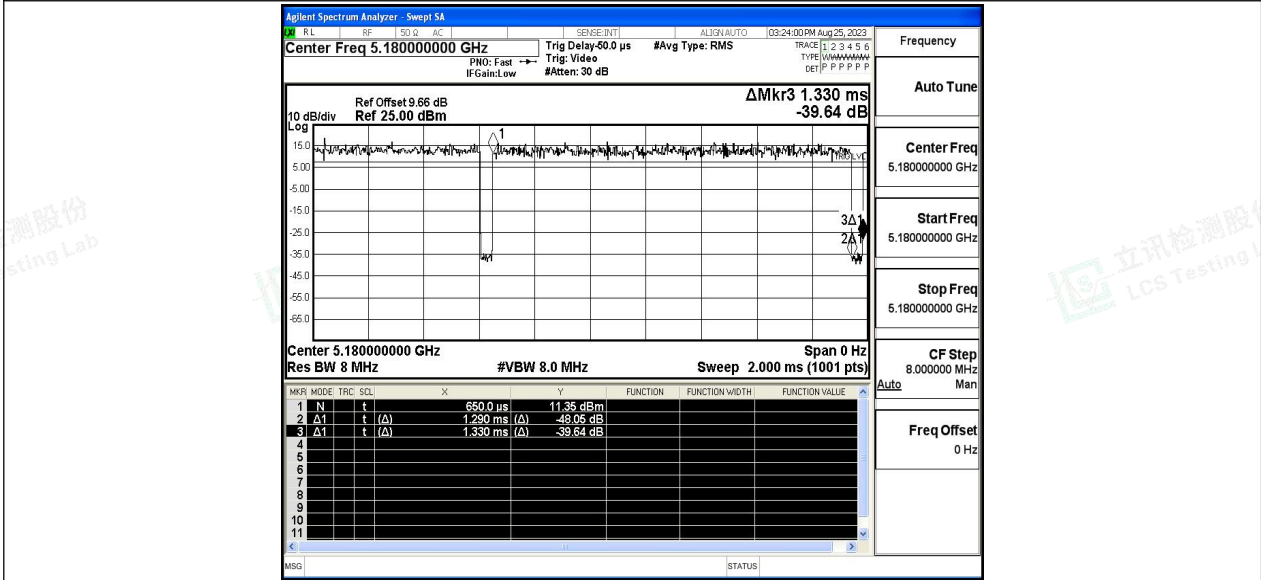 Agilent Spectrum Analyzer - Swept SA
LXI RL RF 50 Ω AC SENSE:INT ALIGN AUTO 03:24:00 PM Aug 25, 2023
Center Freq 5.180000000 GHz
PNO: Fast
IFGain:Low
Trig Delay-50.0 µs
Trig: Video
#Atten: 30 dB
#Avg Type: RMS
TRACE 1 2 3 4 5 6
TYPE WWWWWW
DET P P P P P P
ΔMkr3 1.330 ms
-39.64 dB
Ref Offset 9.66 dB
10 dB/div Ref 25.00 dBm
Log
15.0
5.00
-5.00
-15.0
-25.0
-35.0
-45.0
-55.0
-65.0
1
TRIG LVL
3Δ1
2Δ1
Center 5.180000000 GHz Span 0 Hz
Res BW 8 MHz #VBW 8.0 MHz Sweep 2.000 ms (1001 pts)
MKR MODE TRC SCL X Y FUNCTION FUNCTION WIDTH FUNCTION VALUE
1 N t 650.0 µs 11.35 dBm
2 Δ1 t (Δ) 1.290 ms (Δ) -48.05 dB
3 Δ1 t (Δ) 1.330 ms (Δ) -39.64 dB
4
5
6
7
8
9
10
11
MSG STATUS
Frequency
Auto Tune
Center Freq
5.180000000 GHz
Start Freq
5.180000000 GHz
Stop Freq
5.180000000 GHz
CF Step
8.000000 MHz
Auto Man
Freq Offset
0 Hz
测股份
sting Lab
立讯检测股份
LCS Testing L